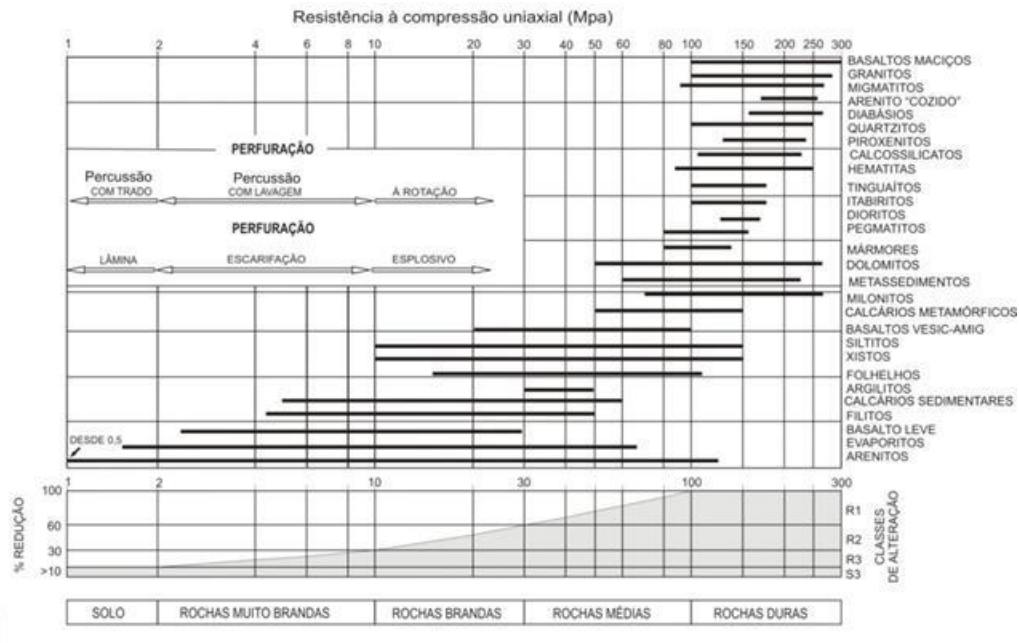 Resistência à compressão uniaxial (Mpa)
1 2 4 6 8 10 20 30 40 50 60 80 100 150 200 250 300
BASALTOS MACIÇOS
GRANITOS
MIGMATITOS
ARENITO "COZIDO"
DIABÁSIOS
QUARTZITOS
PIROXENITOS
CALCOSSILICATOS
HEMATITAS
TINGUAÍTOS
ITABIRITOS
DIORITOS
PEGMATITOS
MÁRMORES
DOLOMITOS
METASSEDIMENTOS
MILONITOS
CALCÁRIOS METAMÓRFICOS
BASALTOS VESIC-AMIG
SILTITOS
XISTOS
FOLHELHOS
ARGILITOS
CALCÁRIOS SEDIMENTARES
FILITOS
BASALTO LEVE
EVAPORITOS
ARENITOS
PERFURAÇÃO
Percussão
COM TRADO
Percussão
COM LAVAGEM
À ROTAÇÃO
PERFURAÇÃO
LÂMINA
ESCARIFAÇÃO
EXPLOSIVO
DESDE 0,5
1 2 10 30 100 300
% REDUÇÃO
100
60
30
>10
R1
R2
R3
S3
CLASSES
DE ALTERAÇÃO
SOLO
ROCHAS MUITO BRANDAS
ROCHAS BRANDAS
ROCHAS MÉDIAS
ROCHAS DURAS